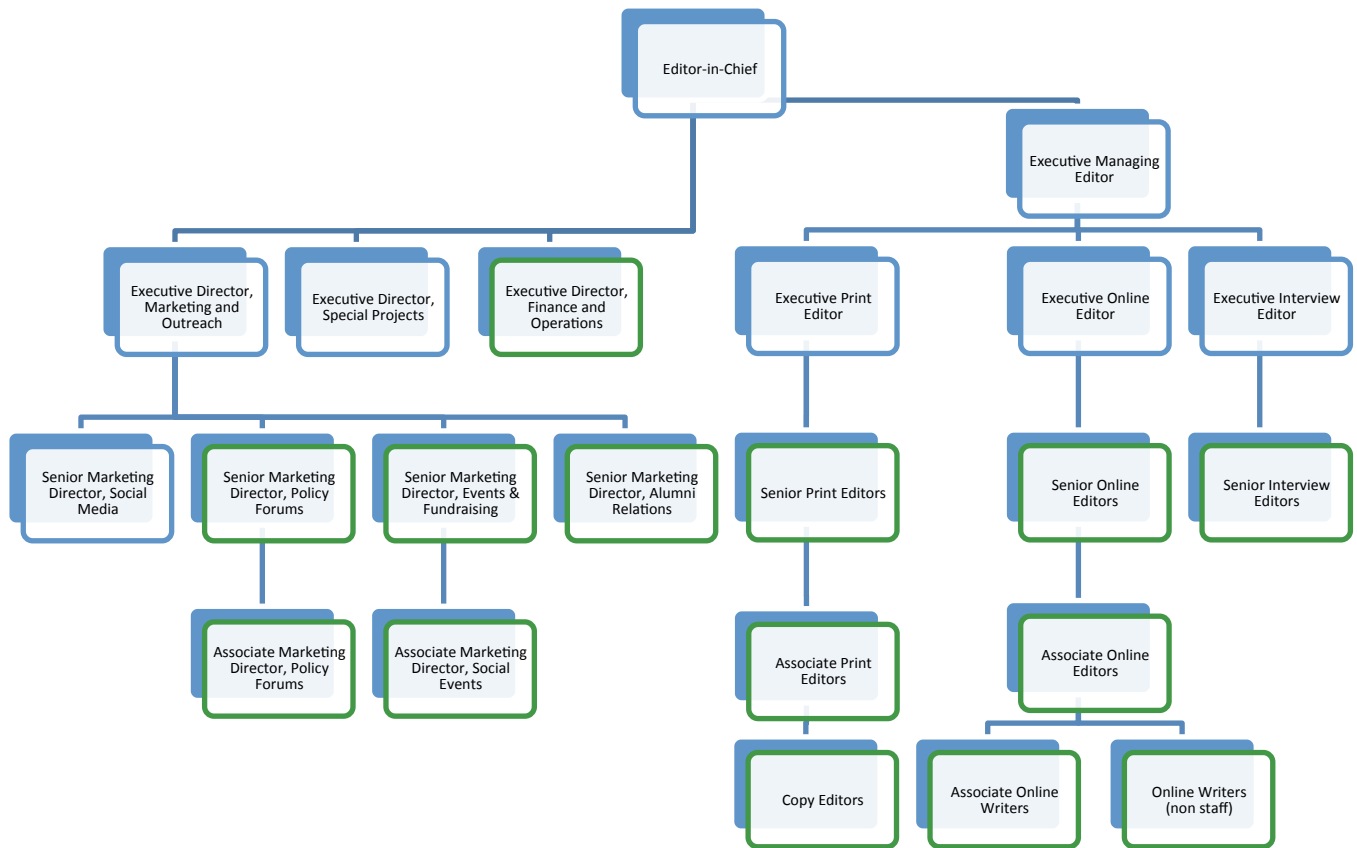 Editor-in-Chief
Executive Managing
Editor
Executive Director,
Marketing and
Outreach
Executive Director,
Special Projects
Executive Director,
Finance and
Operations
Executive Print
Editor
Executive Online
Editor
Executive Interview
Editor
Senior Marketing
Director, Social
Media
Senior Marketing
Director, Policy
Forums
Senior Marketing
Director, Events &
Fundraising
Senior Marketing
Director, Alumni
Relations
Senior Print Editors
Senior Online
Editors
Senior Interview
Editors
Associate Marketing
Director, Policy
Forums
Associate Marketing
Director, Social
Events
Associate Print
Editors
Associate Online
Editors
Copy Editors
Associate Online
Writers
Online Writers
(non staff)